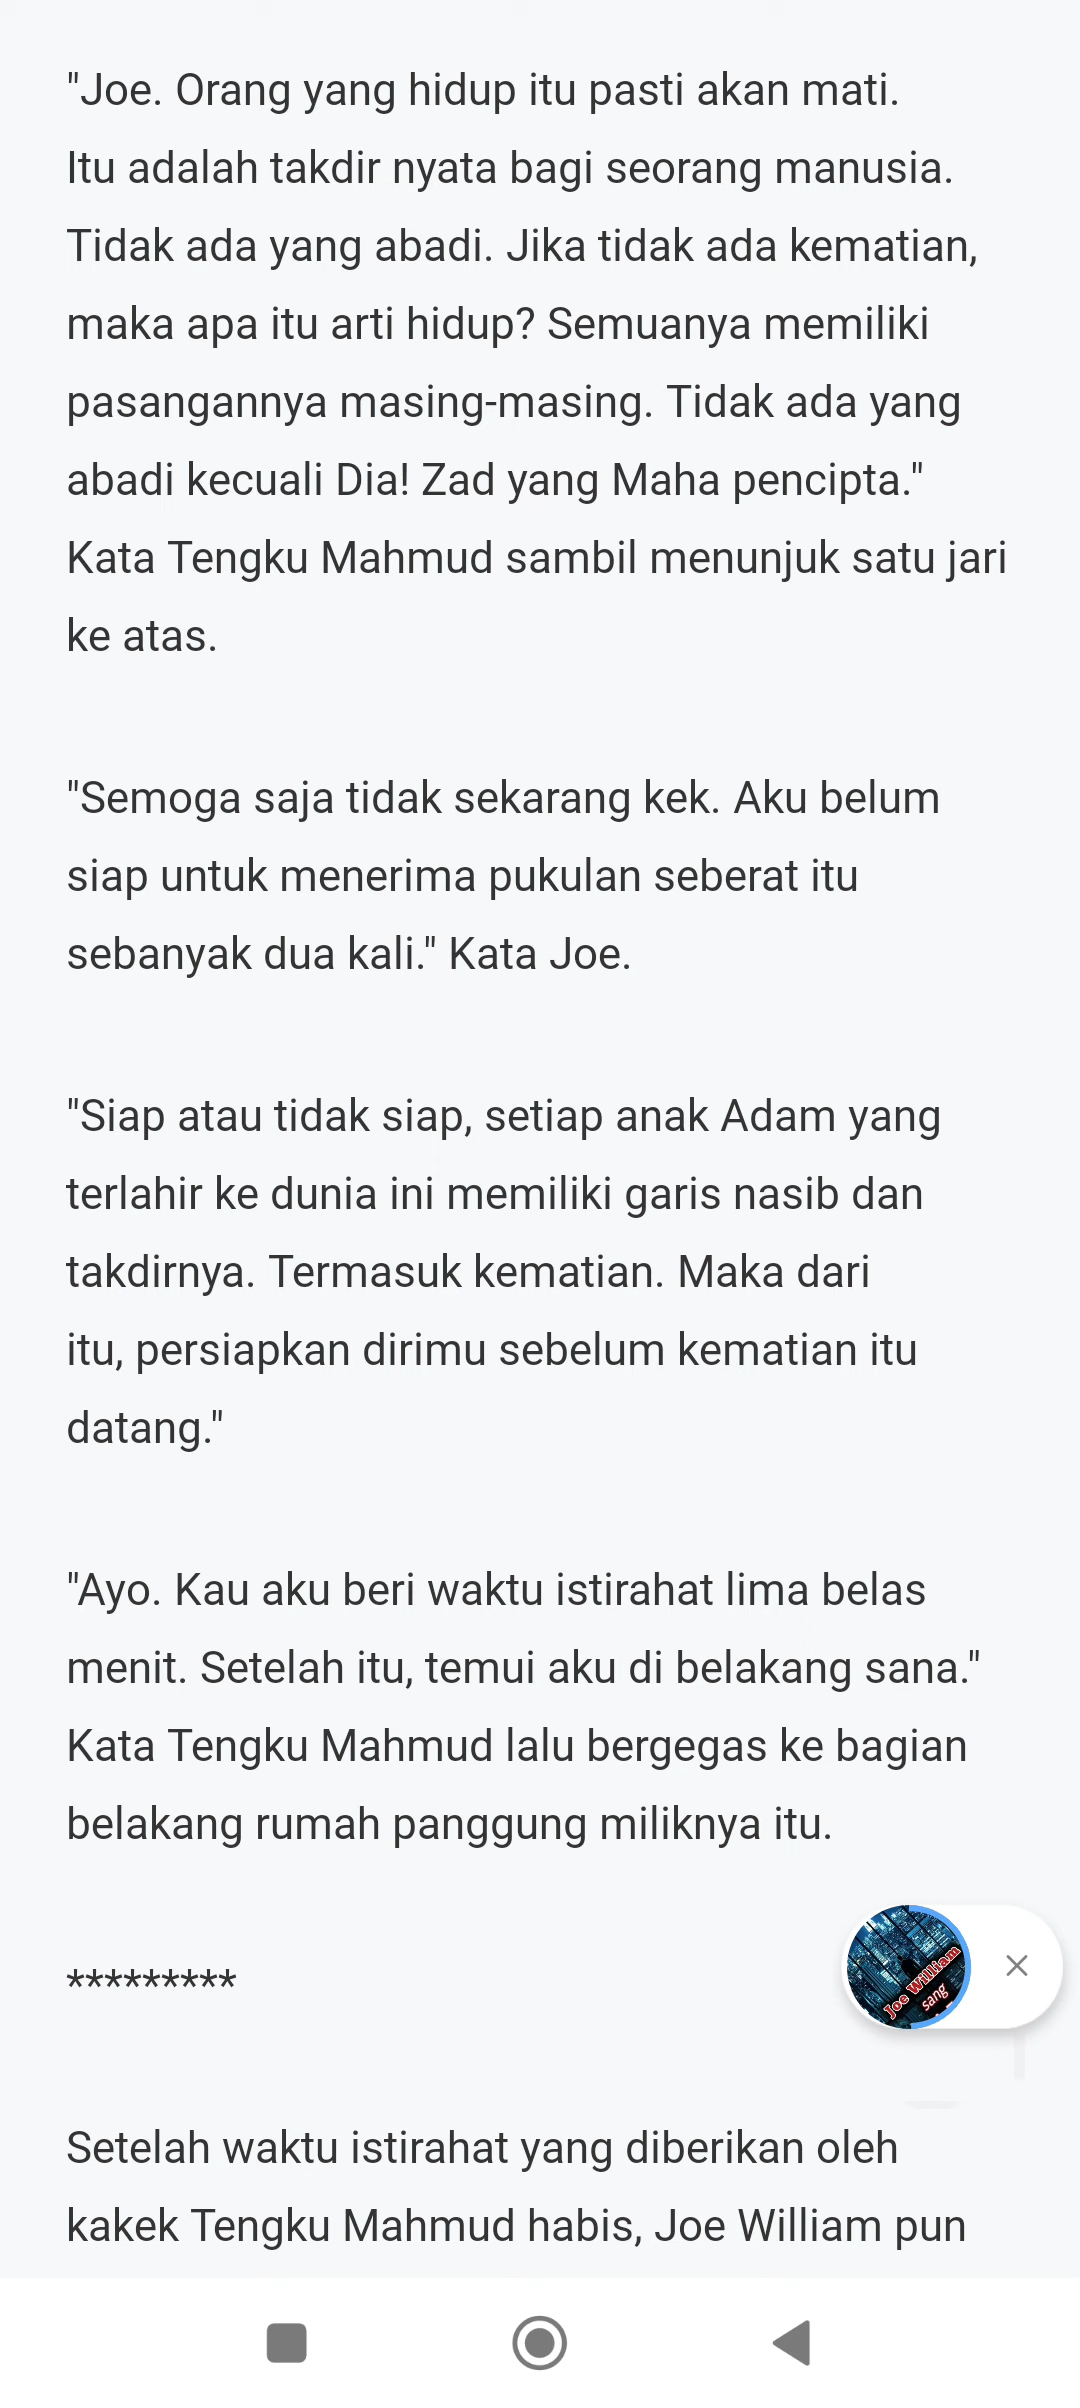 "Joe. Orang yang hidup itu pasti akan mati.
Itu adalah takdir nyata bagi seorang manusia.
Tidak ada yang abadi. Jika tidak ada kematian,
maka apa itu arti hidup? Semuanya memiliki
pasangannya masing-masing. Tidak ada yang
abadi kecuali Dia! Zad yang Maha pencipta."
Kata Tengku Mahmud sambil menunjuk satu jari
ke atas.
"Semoga saja tidak sekarang kek. Aku belum
siap untuk menerima pukulan seberat itu
sebanyak dua kali." Kata Joe.
"Siap atau tidak siap, setiap anak Adam yang
terlahir ke dunia ini memiliki garis nasib dan
takdirnya. Termasuk kematian. Maka dari
itu, persiapkan dirimu sebelum kematian itu
datang."
"Ayo. Kau aku beri waktu istirahat lima belas
menit. Setelah itu, temui aku di belakang sana."
Kata Tengku Mahmud lalu bergegas ke bagian
belakang rumah panggung miliknya itu.
*********
Joe William
sang
Setelah waktu istirahat yang diberikan oleh
kakek Tengku Mahmud habis, Joe William pun